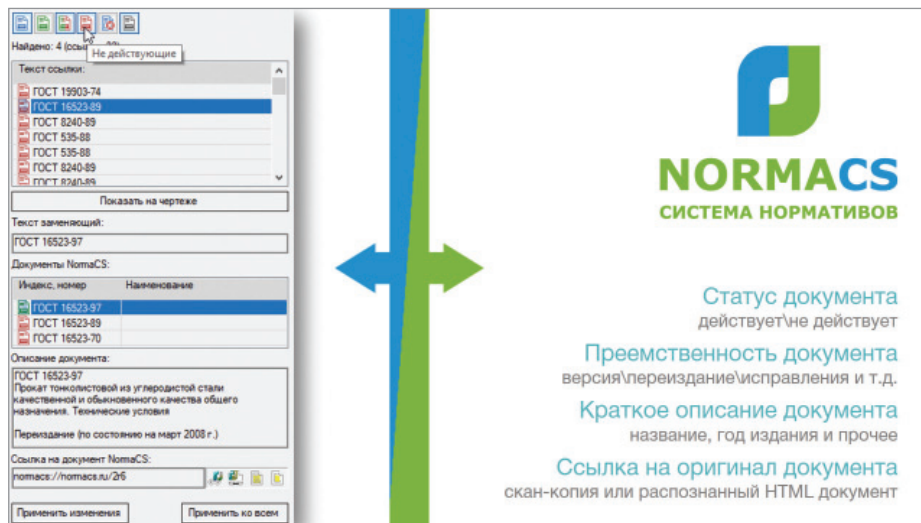 Найдено: 4 (ссы
Не действующие
Текст ссылки:
ГОСТ 19903-74
ГОСТ 16523-89
ГОСТ 8240-89
ГОСТ 535-88
ГОСТ 535-88
ГОСТ 8240-89
ГОСТ 8240-89
Показать на чертеже
Текст заменяющий:
ГОСТ 16523-97
Документы NormaCS:
Индекс, номер Наименование
ГОСТ 16523-97
ГОСТ 16523-89
ГОСТ 16523-70
Описание документа:
ГОСТ 16523-97
Прокат тонколистовой из углеродистой стали
качественной и обыкновенного качества общего
назначения. Технические условия
Переиздание (по состоянию на март 2008 г.)
Ссылка на документ NormaCS:
normacs://normacs.ru/2r6
Применить изменения Применить ко всем
NORMACS
СИСТЕМА НОРМАТИВОВ
Статус документа
действует\не действует
Преемственность документа
версия\переиздание\исправления и т.д.
Краткое описание документа
название, год издания и прочее
Ссылка на оригинал документа
скан-копия или распознанный HTML документ